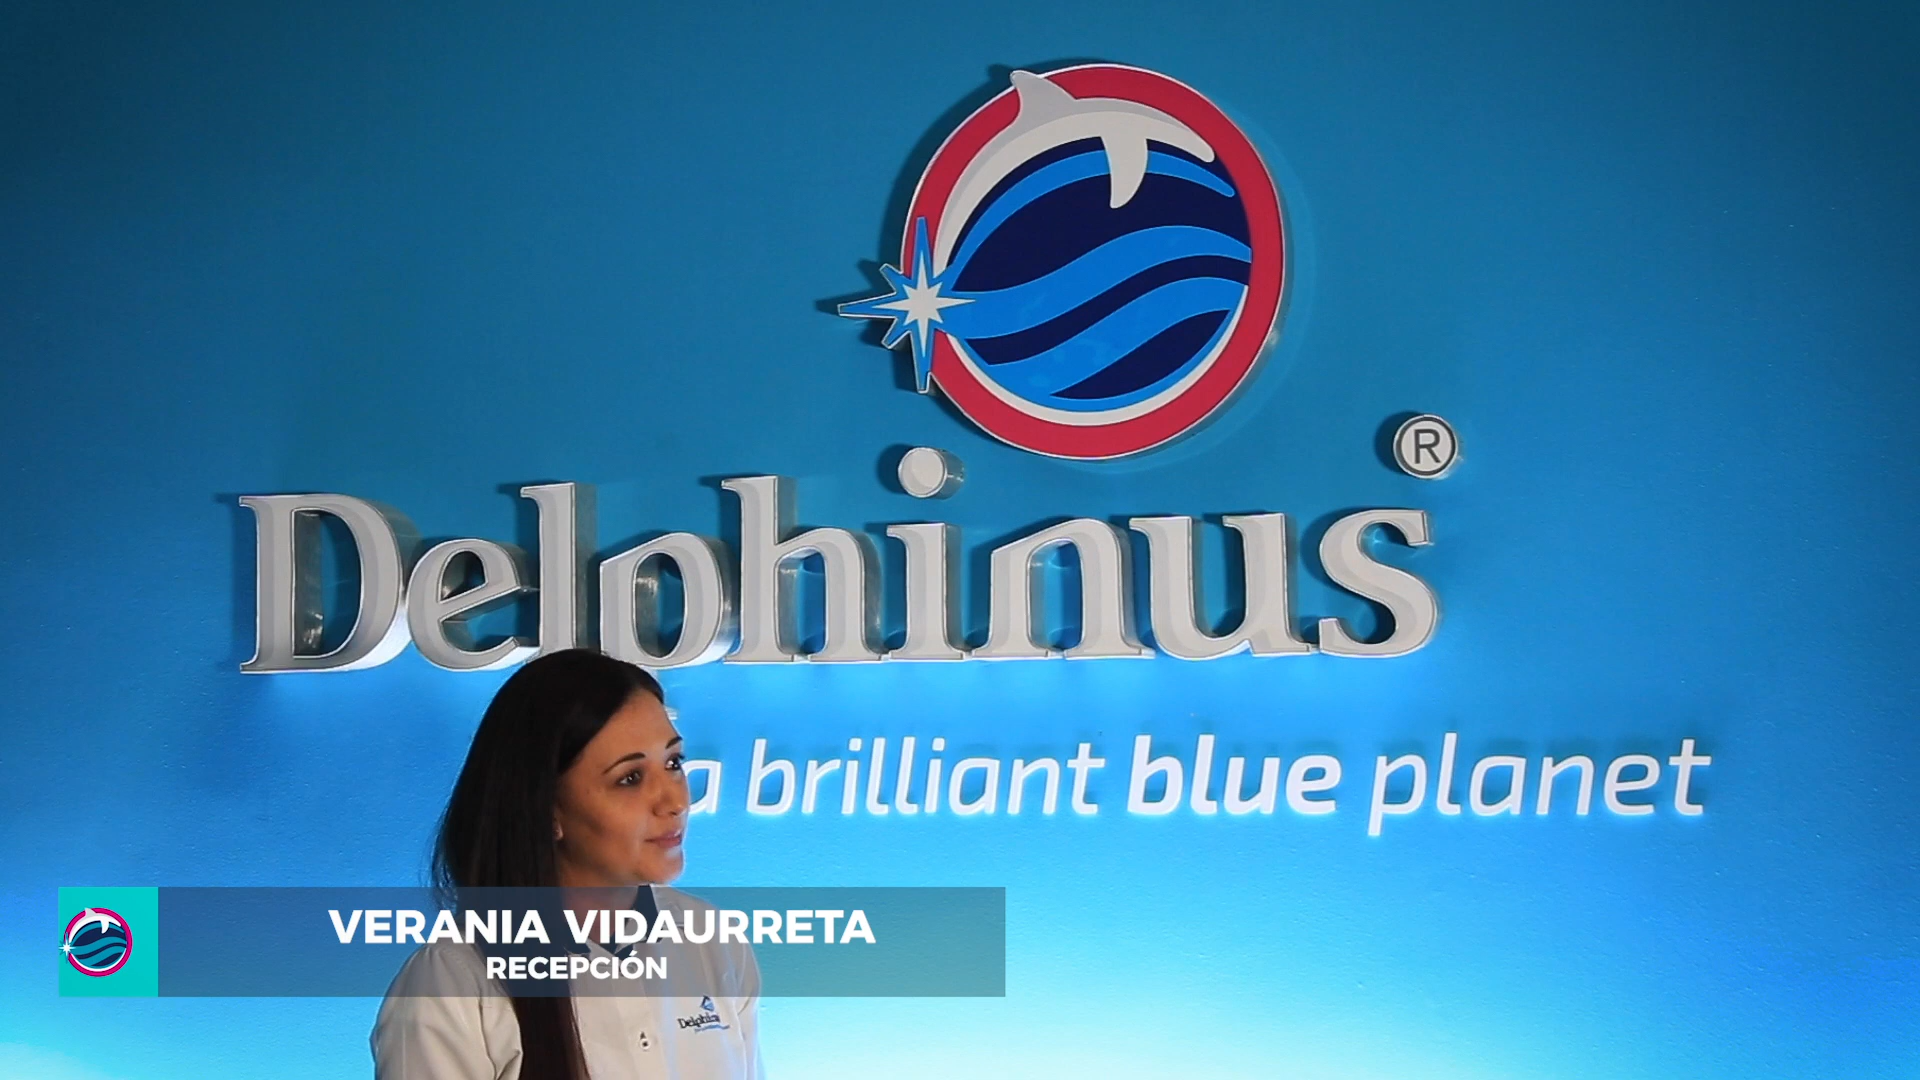 Delphinus®
a brilliant blue planet
VERANIA VIDAURRETA
RECEPCIÓN
Delphinus